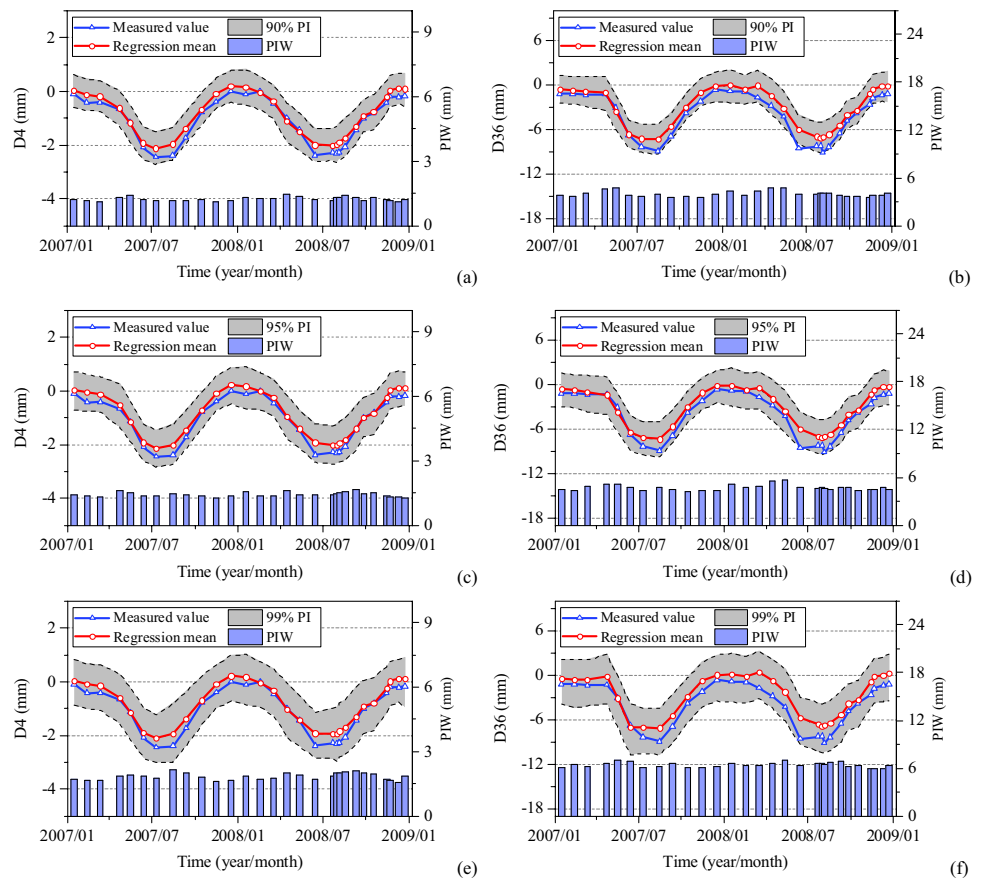 Measured value 90% PI
Regression mean PIW
D4 (mm)
2
0
-2
-4
9
6
3
0
PIW (mm)
2007/01 2007/07 2008/01 2008/07 2009/01
Time (year/month)
(a)
Measured value 90% PI
Regression mean PIW
D36 (mm)
6
0
-6
-12
-18
24
18
12
6
0
PIW (mm)
2007/01 2007/07 2008/01 2008/07 2009/01
Time (year/month)
(b)
Measured value 95% PI
Regression mean PIW
D4 (mm)
2
0
-2
-4
9
6
3
0
PIW (mm)
2007/01 2007/07 2008/01 2008/07 2009/01
Time (year/month)
(c)
Measured value 95% PI
Regression mean PIW
D36 (mm)
6
0
-6
-12
-18
24
18
12
6
0
PIW (mm)
2007/01 2007/07 2008/01 2008/07 2009/01
Time (year/month)
(d)
Measured value 99% PI
Regression mean PIW
D4 (mm)
2
0
-2
-4
9
6
3
0
PIW (mm)
2007/01 2007/07 2008/01 2008/07 2009/01
Time (year/month)
(e)
Measured value 99% PI
Regression mean PIW
D36 (mm)
6
0
-6
-12
-18
24
18
12
6
0
PIW (mm)
2007/01 2007/07 2008/01 2008/07 2009/01
Time (year/month)
(f)